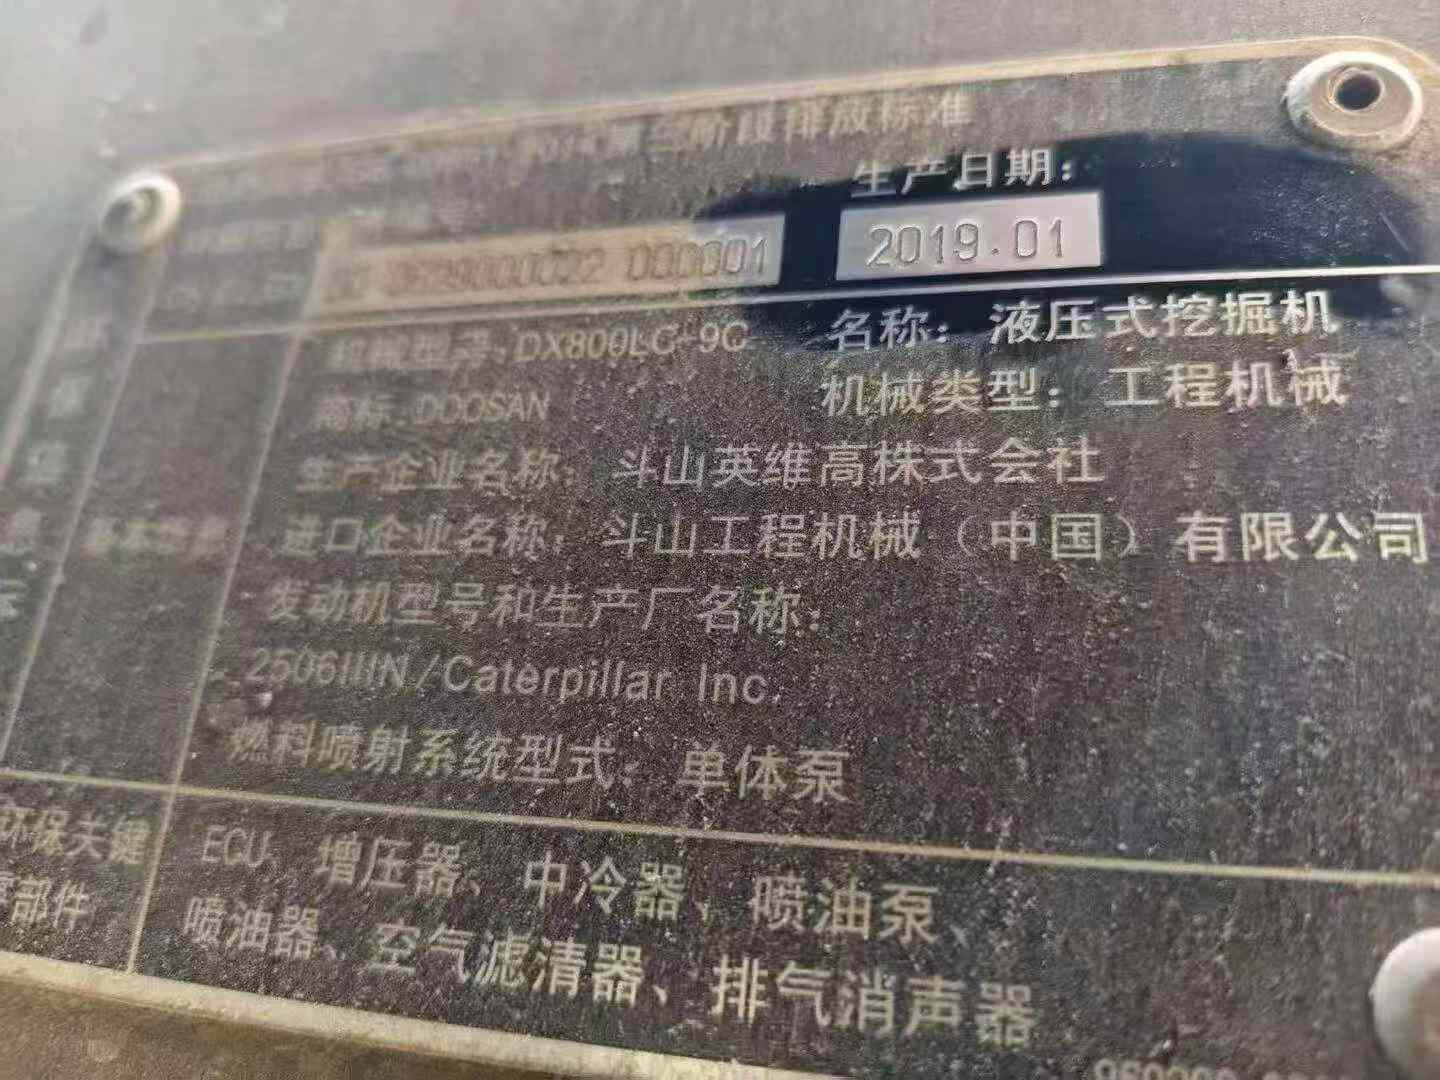 阶段排放标准
生产日期:
000001 2019.01
机械型号:DX800LC-9C 名称:液压式挖掘机
商标:DOOSAN 机械类型:工程机械
生产企业名称:斗山英维高株式会社
进口企业名称:斗山工程机械(中国)有限公司
发动机型号和生产厂名称:
2506IIIN/Caterpillar Inc.
燃料喷射系统型式:单体泵
环保关键 ECU、增压器、中冷器、喷油泵
部件 喷油器、空气滤清器、排气消声器